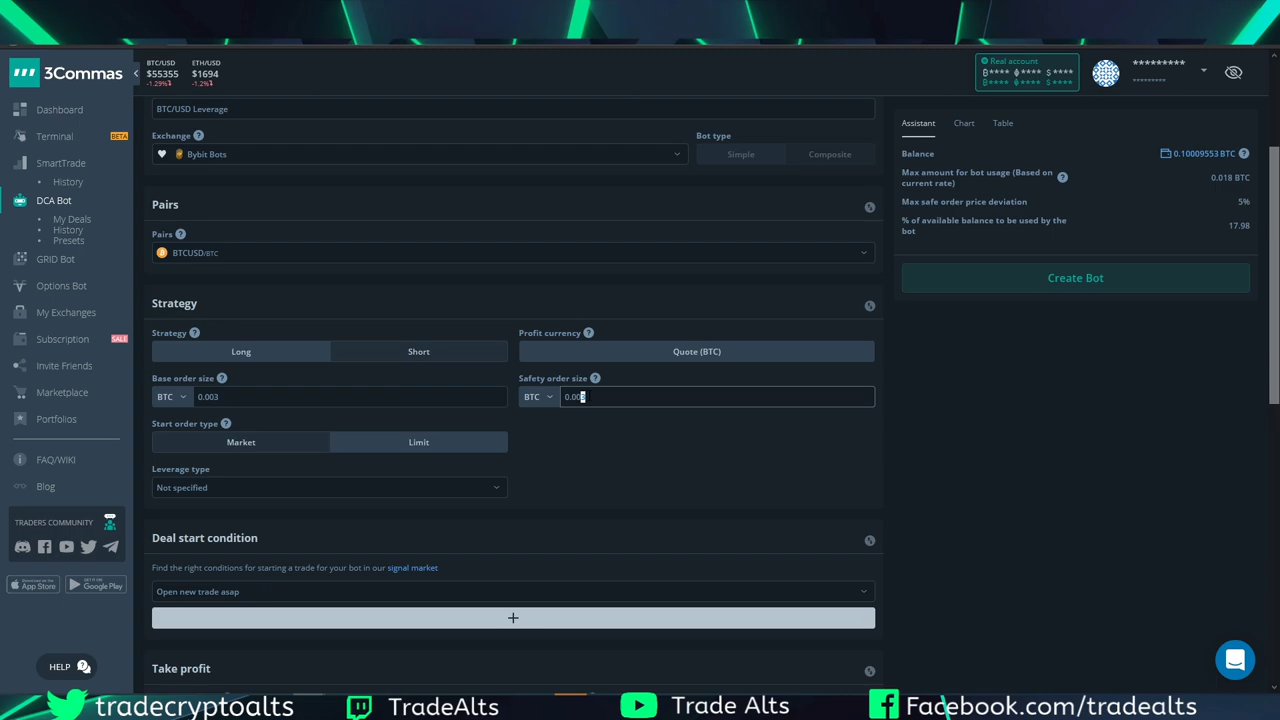 3Commas
BTC/USD
$55355
-1.29%
ETH/USD
$1694
-1.2%
Real account
B**** **** $****
B**** **** $****
*********
*********
Dashboard
Terminal
BETA
SmartTrade
History
DCA Bot
My Deals
History
Presets
GRID Bot
Options Bot
My Exchanges
Subscription
SALE
Invite Friends
Marketplace
Portfolios
FAQ/WIKI
Blog
TRADERS COMMUNITY
Download on the
App Store
GET IT ON
Google Play
HELP
BTC/USD Leverage
Exchange
Bybit Bots
Bot type
Simple
Composite
Pairs
Pairs
BTCUSD/BTC
Strategy
Strategy
Long
Short
Profit currency
Quote (BTC)
Base order size
BTC
0.003
Safety order size
BTC
0.003
Start order type
Market
Limit
Leverage type
Not specified
Deal start condition
Find the right conditions for starting a trade for your bot in our signal market
Open new trade asap
+
Take profit
Assistant
Chart
Table
Balance
0.10009553 BTC
Max amount for bot usage (Based on
current rate)
0.018 BTC
Max safe order price deviation
5%
% of available balance to be used by the
bot
17.98
Create Bot
tradecryptoalts
TradeAlts
Trade Alts
Facebook.com/tradealts